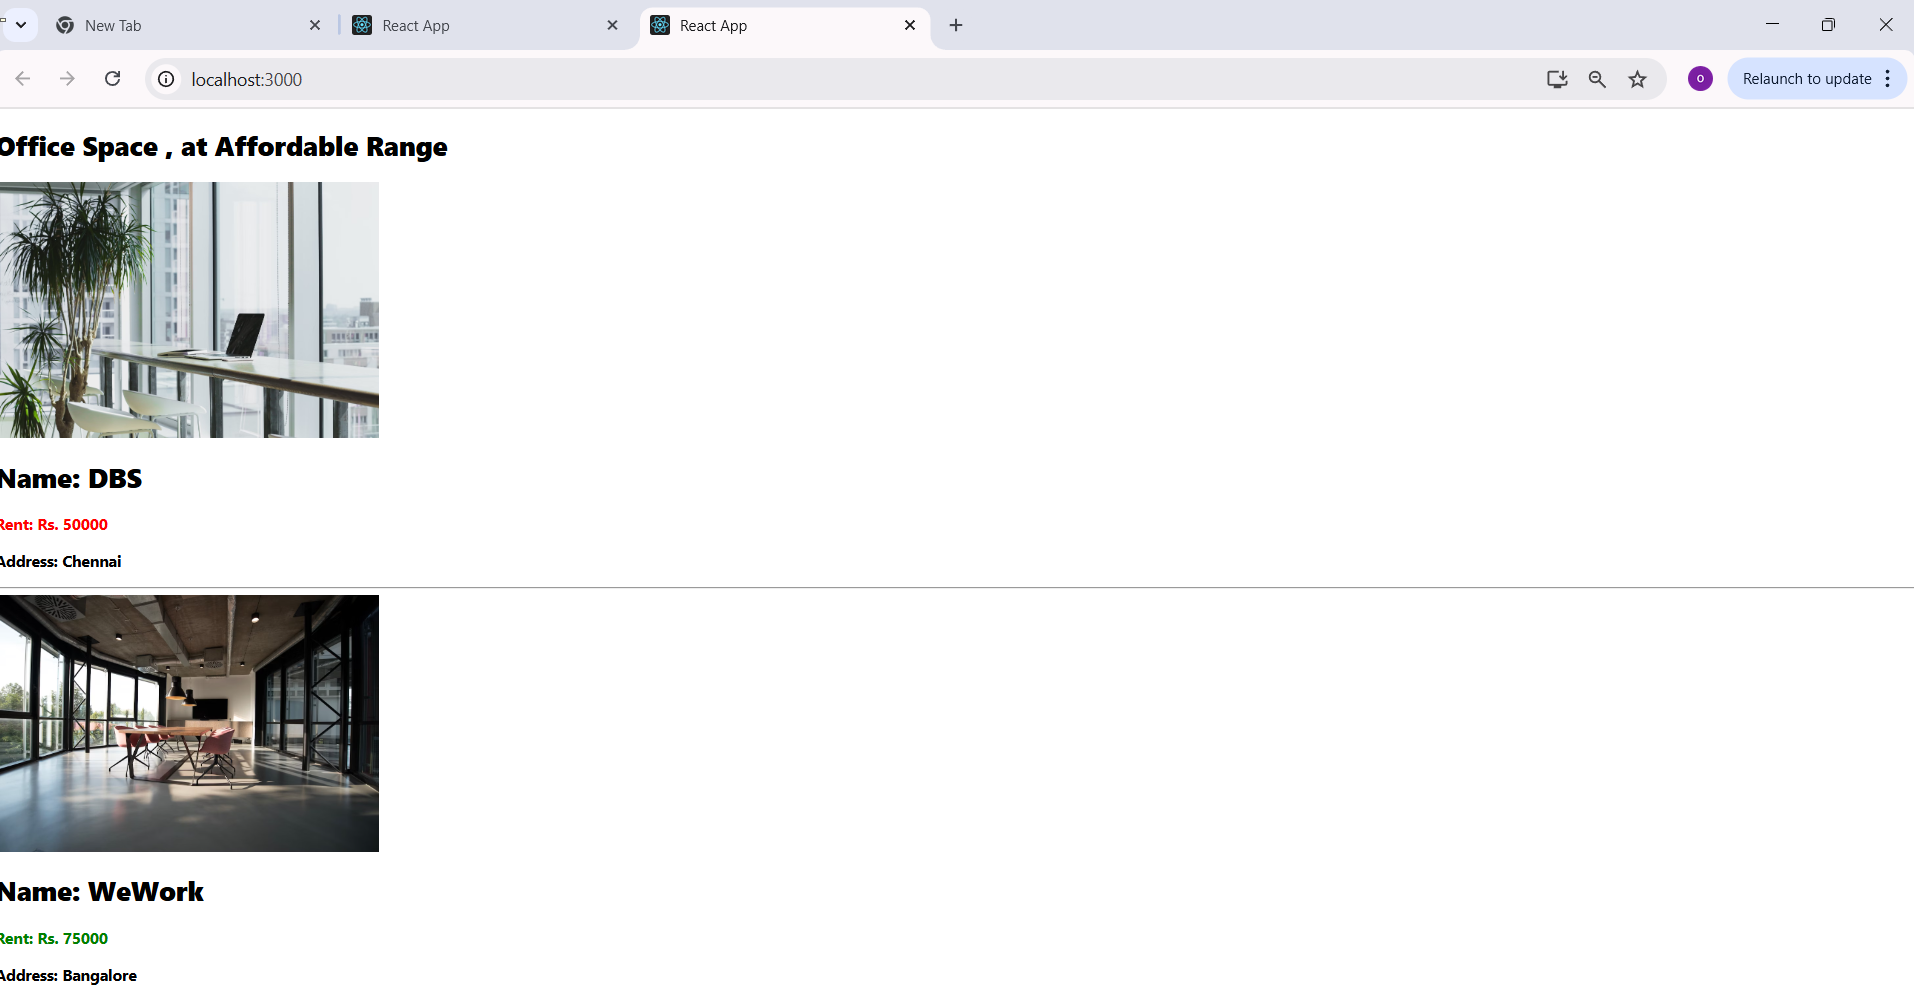 New Tab
React App
React App
localhost:3000
O
Relaunch to update
Office Space , at Affordable Range
Name: DBS
Rent: Rs. 50000
Address: Chennai
Name: WeWork
Rent: Rs. 75000
Address: Bangalore